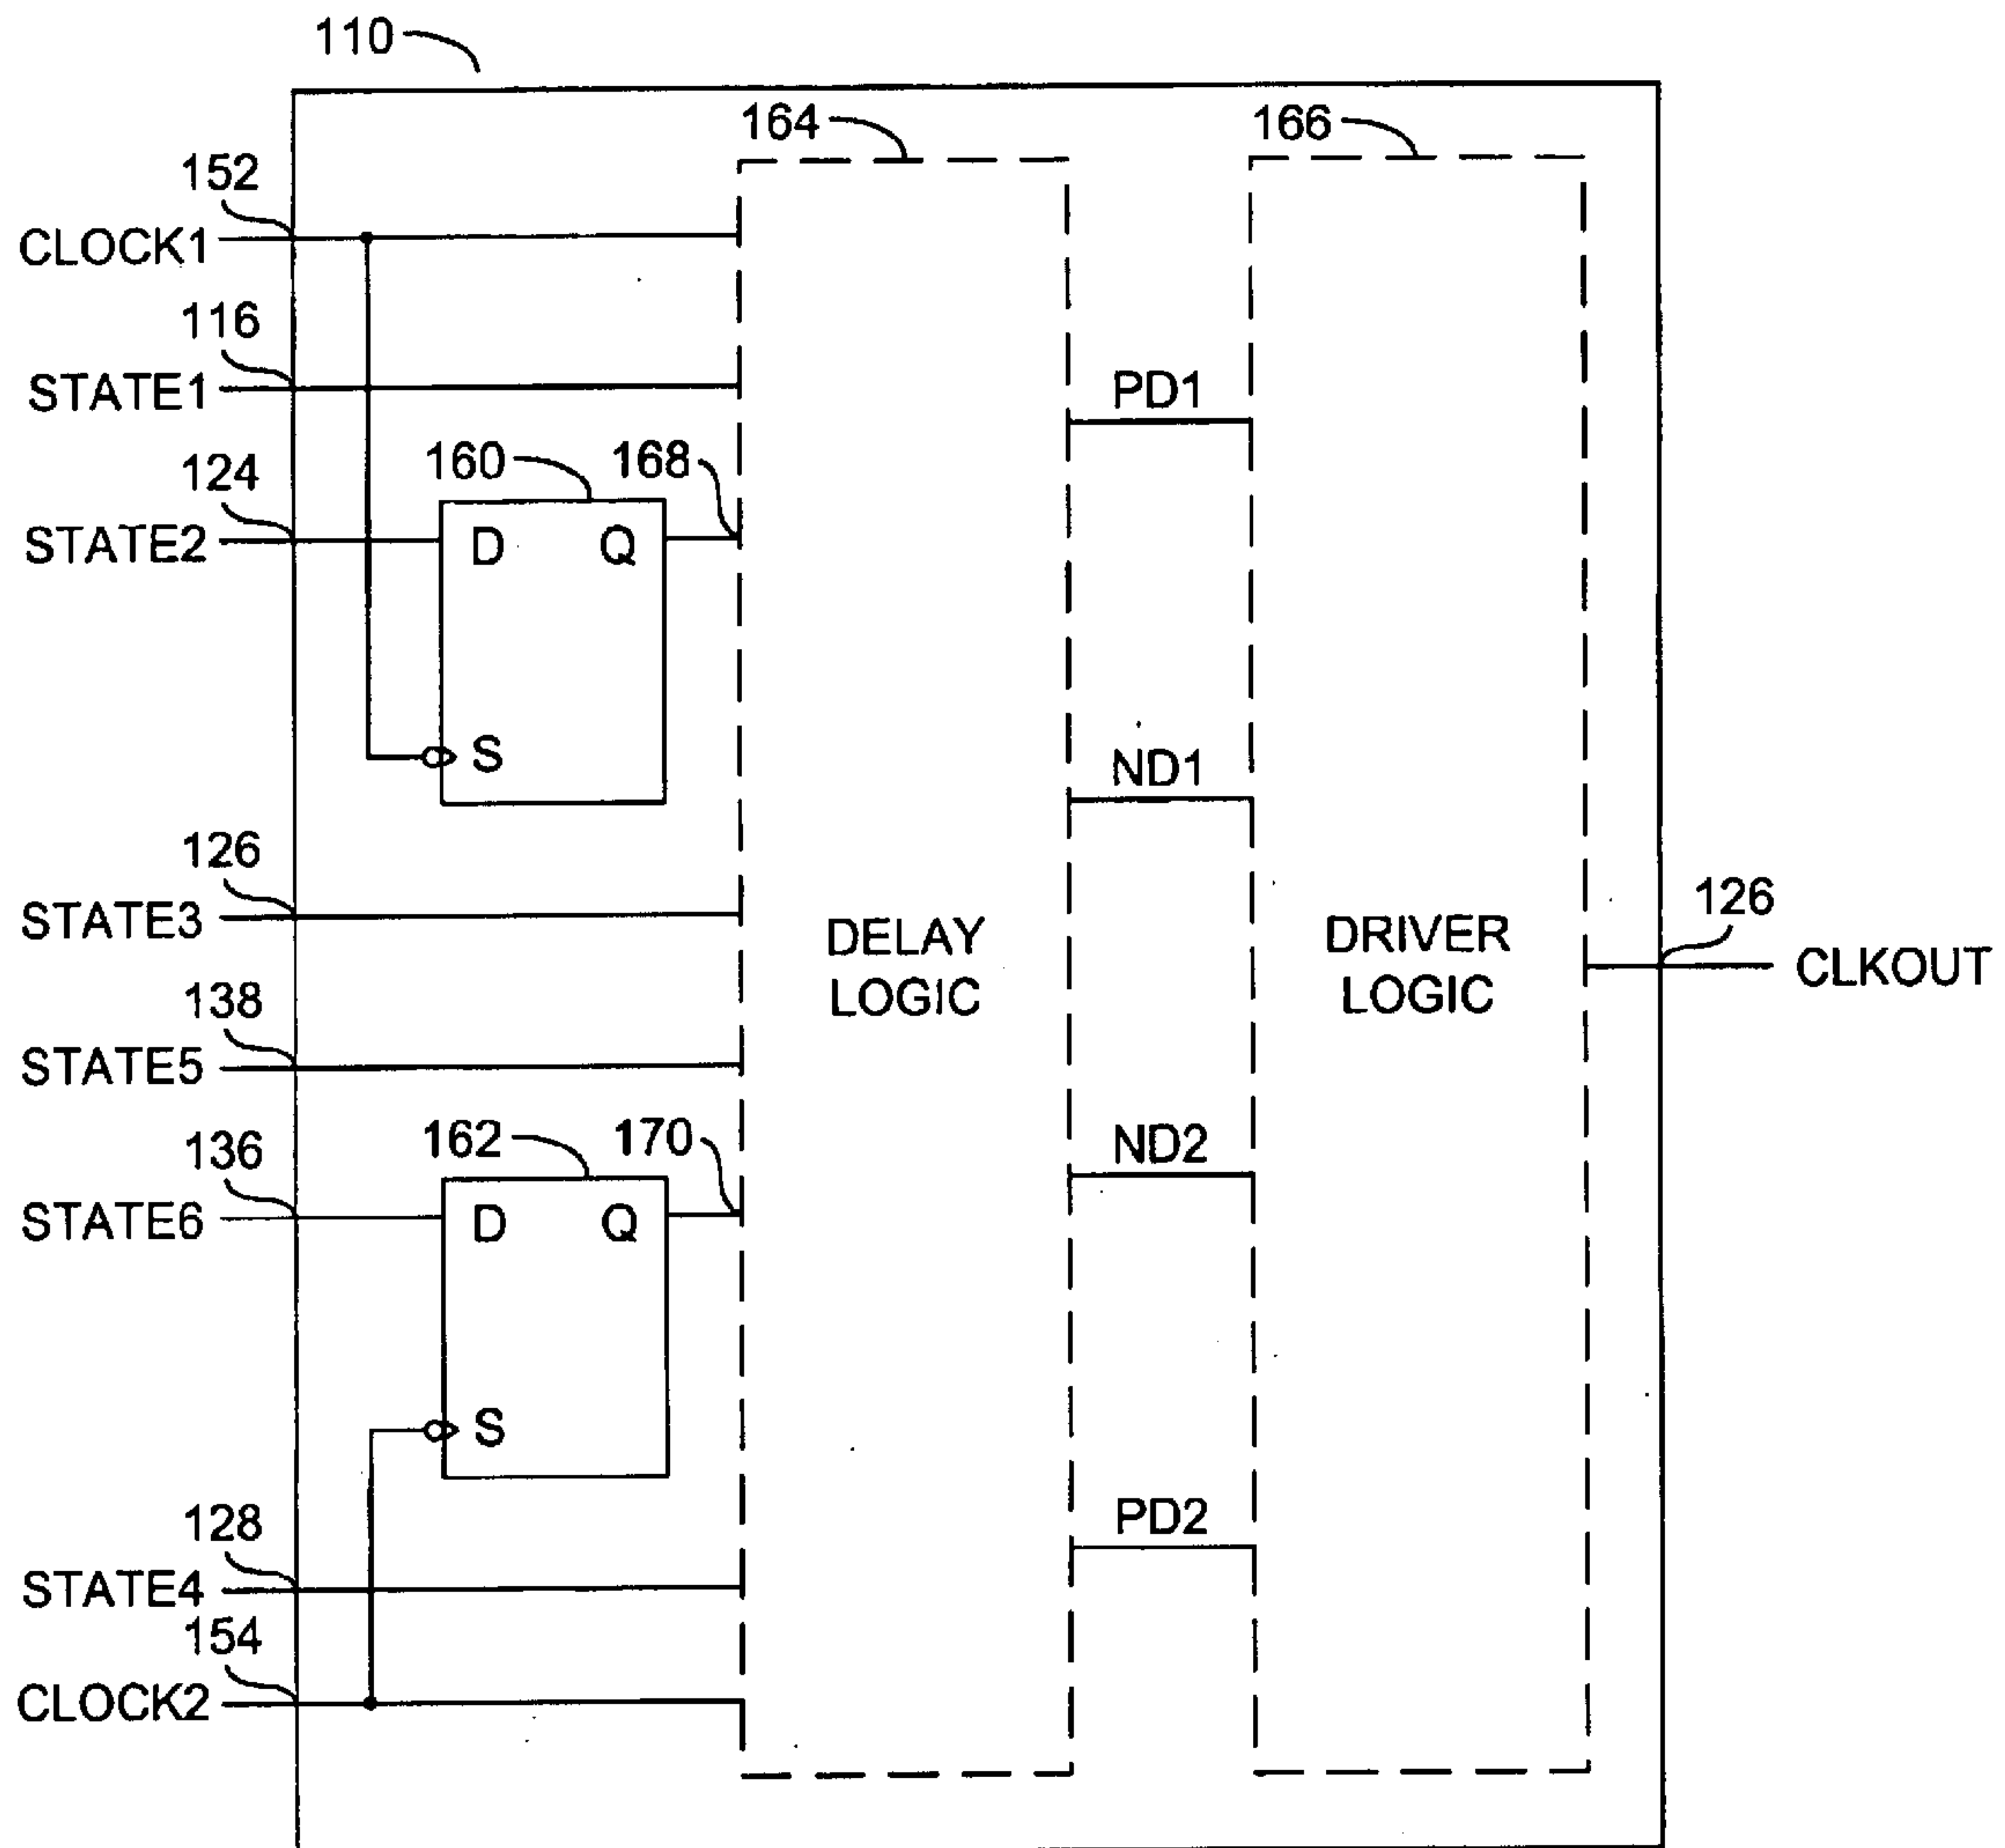 110
164
166
152
CLOCK1
116
STATE1
PD1
124
160
168
STATE2
D Q
S
ND1
126
STATE3
126
DELAY
LOGIC
DRIVER
LOGIC
CLKOUT
138
STATE5
136
162
170
ND2
STATE6
D Q
S
128
PD2
STATE4
154
CLOCK2